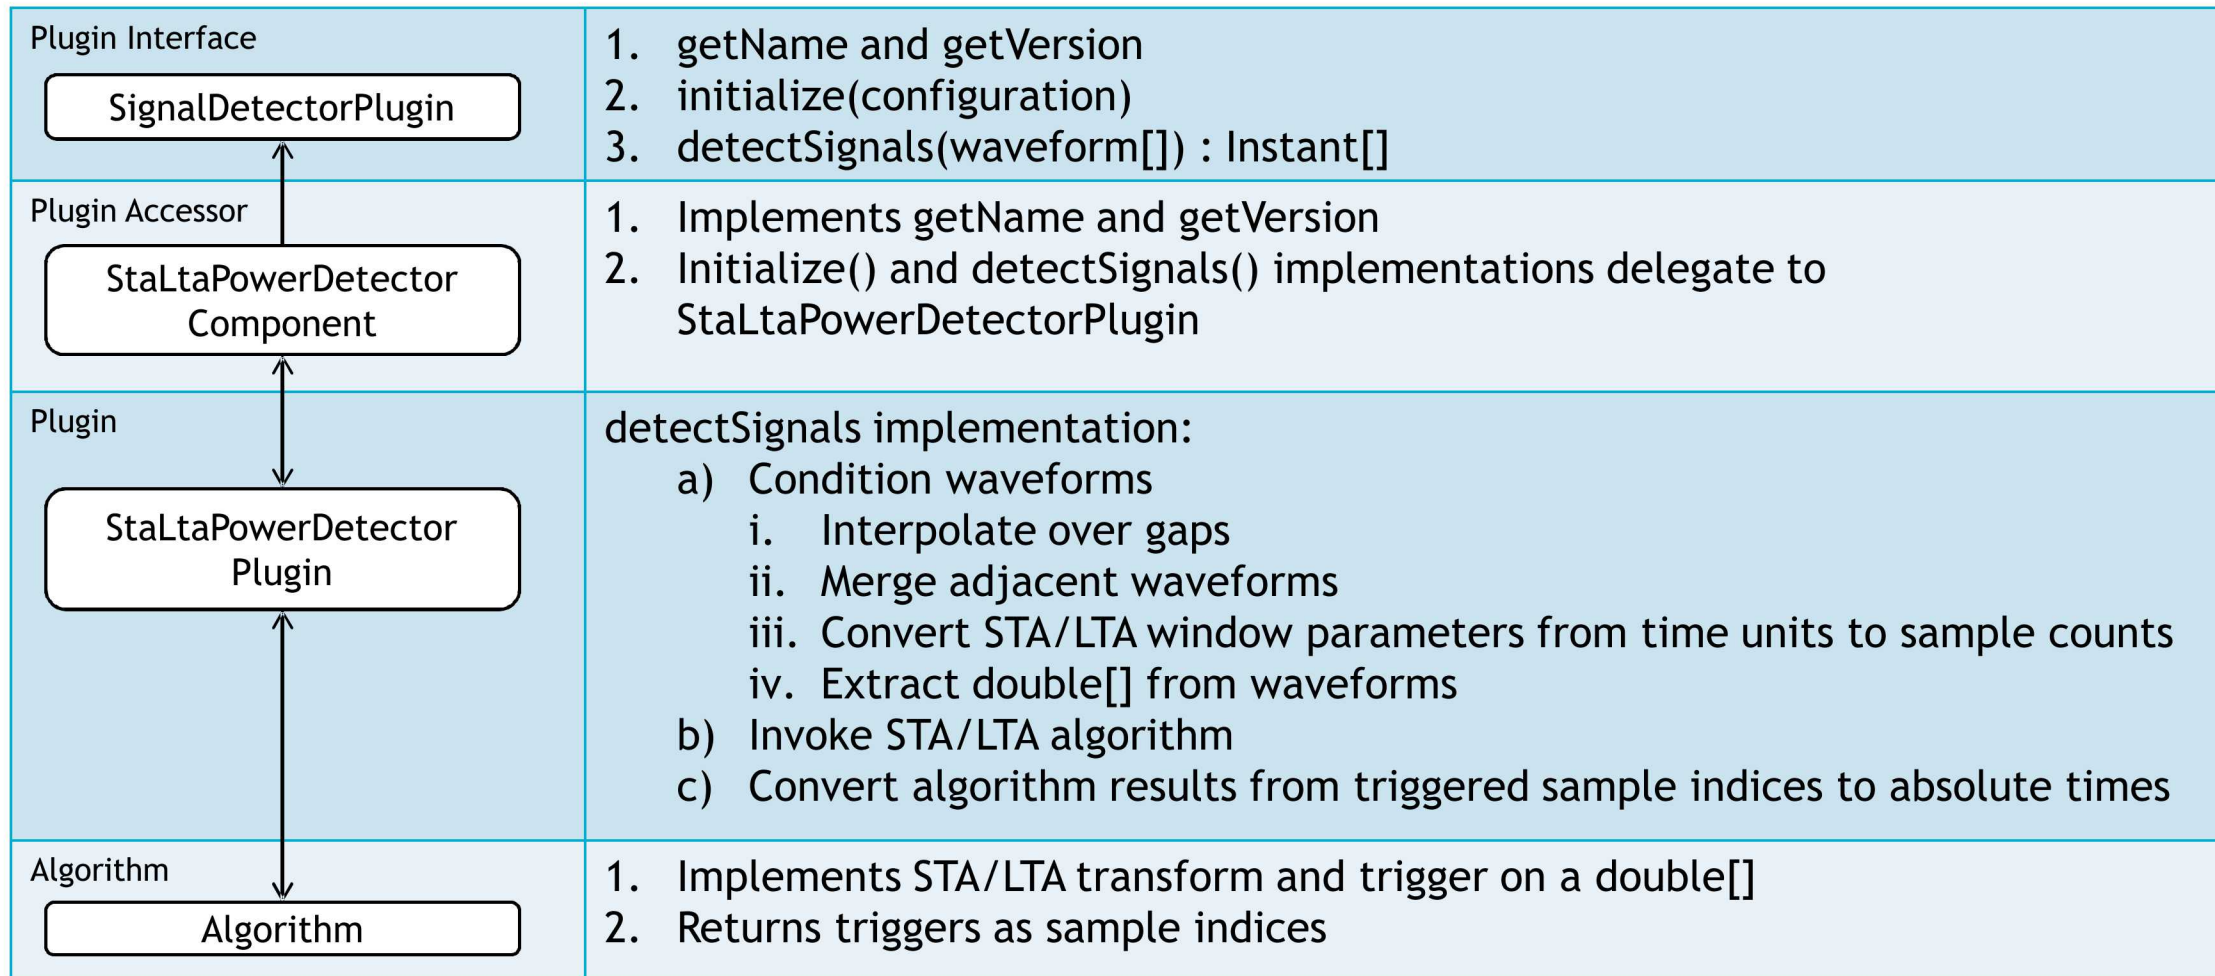 Plugin Interface
SignalDetectorPlugin
1. getName and getVersion
2. initialize(configuration)
3. detectSignals(waveform[]) : Instant[]
Plugin Accessor
StaLtaPowerDetector
Component
1. Implements getName and getVersion
2. Initialize() and detectSignals() implementations delegate to
StaLtaPowerDetectorPlugin
Plugin
StaLtaPowerDetector
Plugin
detectSignals implementation:
a) Condition waveforms
i. Interpolate over gaps
ii. Merge adjacent waveforms
iii. Convert STA/LTA window parameters from time units to sample counts
iv. Extract double[] from waveforms
b) Invoke STA/LTA algorithm
c) Convert algorithm results from triggered sample indices to absolute times
Algorithm
Algorithm
1. Implements STA/LTA transform and trigger on a double[]
2. Returns triggers as sample indices